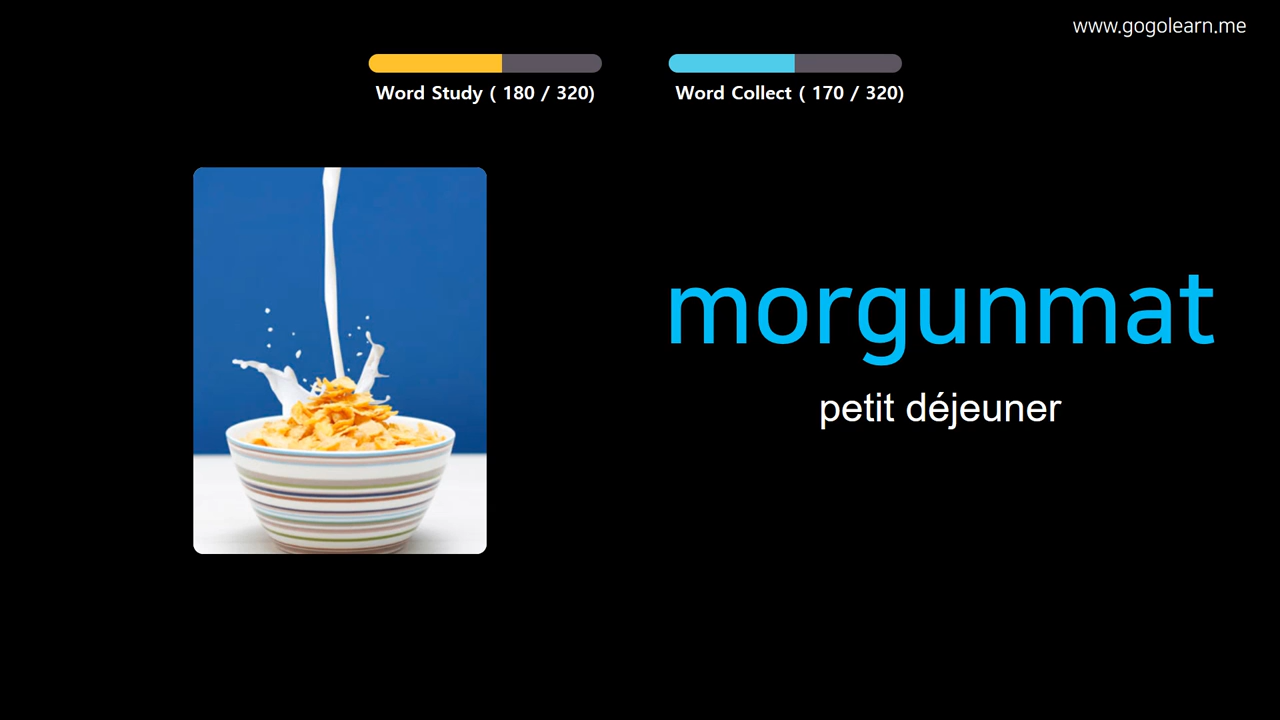 www.gogolearn.me
Word Study ( 180 / 320)
Word Collect ( 170 / 320)
morgunmat
petit déjeuner